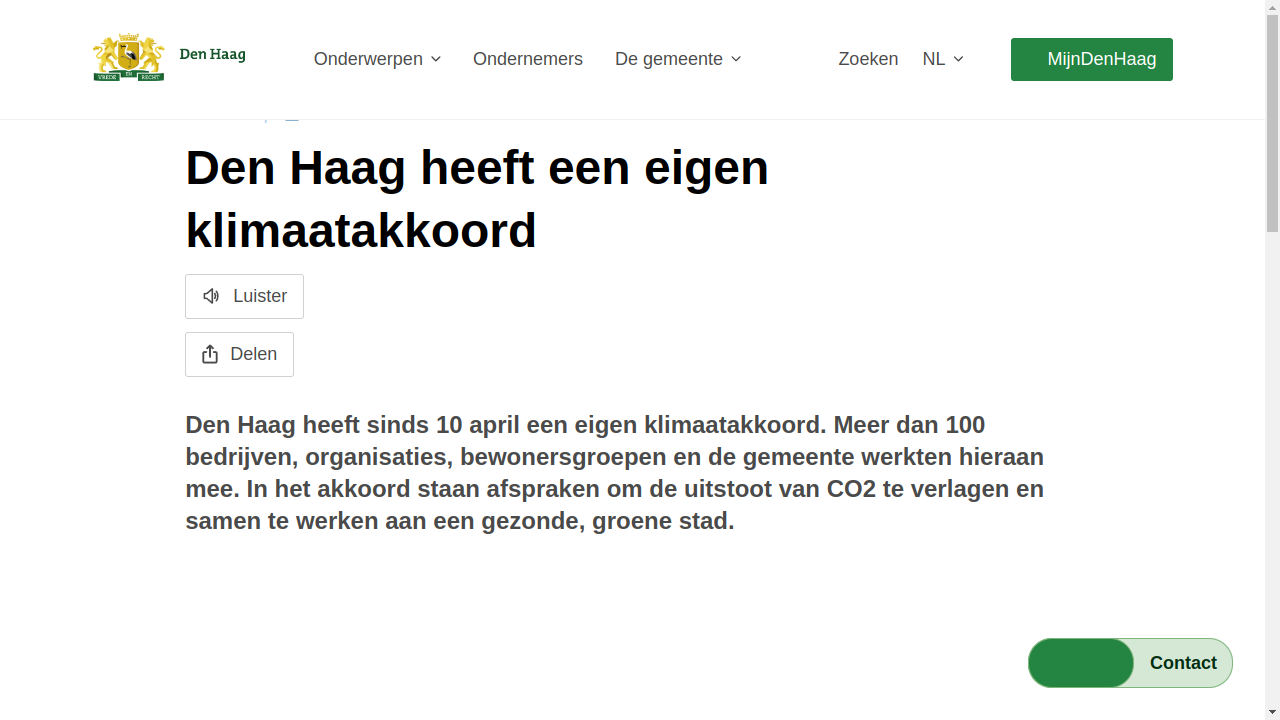 VREDE EN RECHT
Den Haag
Onderwerpen
Ondernemers
De gemeente
Zoeken
NL
MijnDenHaag
Den Haag heeft een eigen
klimaatakkoord
Luister
Delen
Den Haag heeft sinds 10 april een eigen klimaatakkoord. Meer dan 100
bedrijven, organisaties, bewonersgroepen en de gemeente werkten hieraan
mee. In het akkoord staan afspraken om de uitstoot van CO2 te verlagen en
samen te werken aan een gezonde, groene stad.
Contact